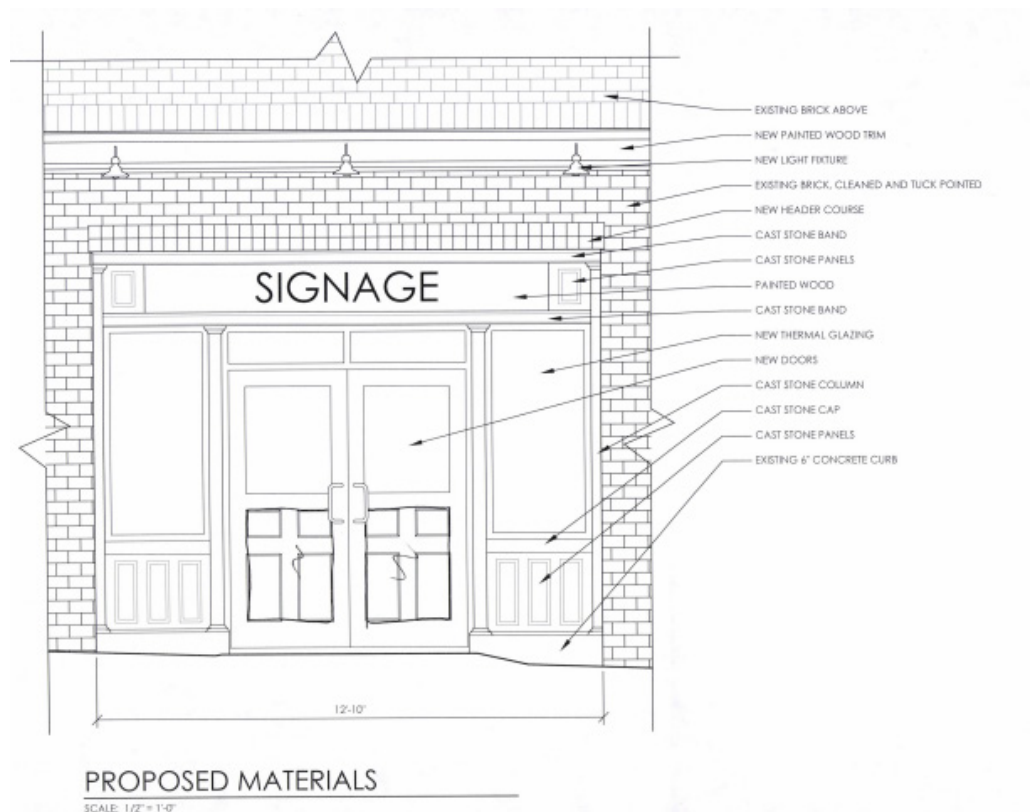 EXISTING BRICK ABOVE
NEW PAINTED WOOD TRIM
NEW LIGHT FIXTURE
EXISTING BRICK, CLEANED AND TUCK POINTED
NEW HEADER COURSE
CAST STONE BAND
CAST STONE PANELS
SIGNAGE
PAINTED WOOD
CAST STONE BAND
NEW THERMAL GLAZING
NEW DOORS
CAST STONE COLUMN
CAST STONE CAP
CAST STONE PANELS
EXISTING 6" CONCRETE CURB
12'-10"
PROPOSED MATERIALS
SCALE: 1/2" = 1'-0"